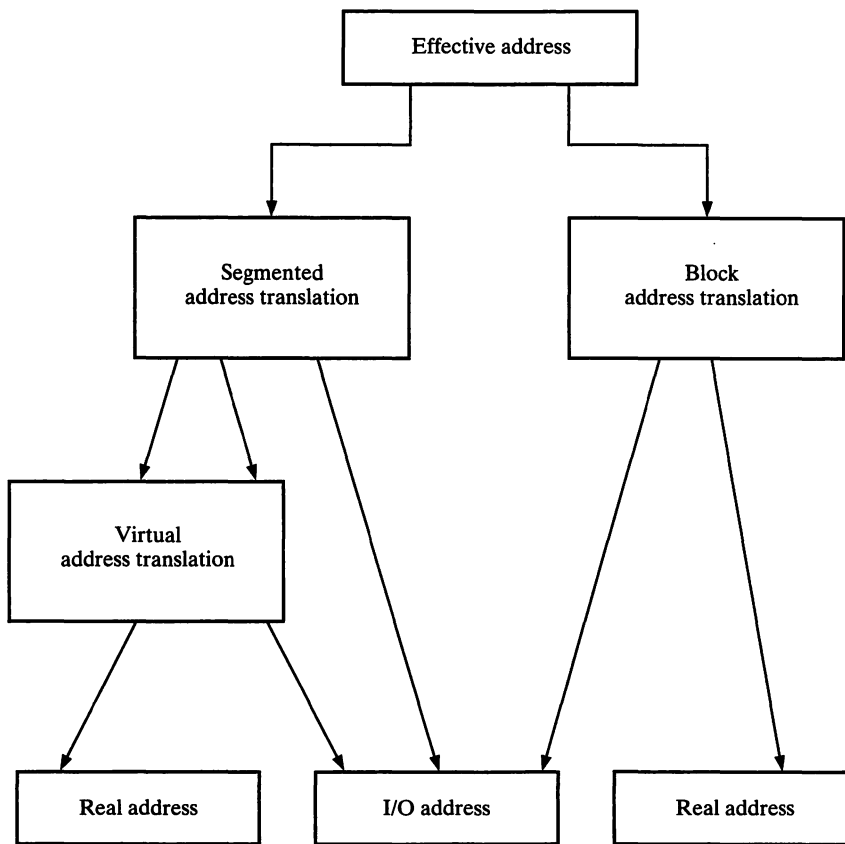 Effective address
Segmented
address translation
Block
address translation
Virtual
address translation
Real address
I/O address
Real address